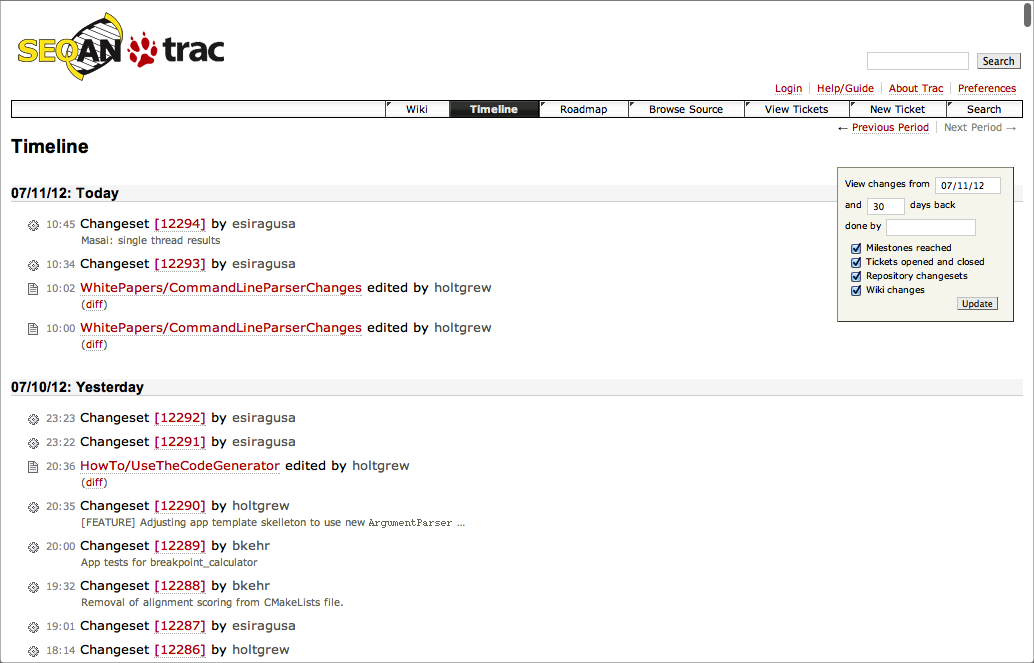 SEQAN trac
Search
Login Help/Guide About Trac Preferences
Wiki Timeline Roadmap Browse Source View Tickets New Ticket Search
← Previous Period Next Period →
Timeline
View changes from 07/11/12
and 30 days back
done by
Milestones reached
Tickets opened and closed
Repository changesets
Wiki changes
Update
07/11/12: Today
10:45 Changeset [12294] by esiragusa
Masai: single thread results
10:34 Changeset [12293] by esiragusa
10:02 WhitePapers/CommandLineParserChanges edited by holtgrew
(diff)
10:00 WhitePapers/CommandLineParserChanges edited by holtgrew
(diff)
07/10/12: Yesterday
23:23 Changeset [12292] by esiragusa
23:22 Changeset [12291] by esiragusa
20:36 HowTo/UseTheCodeGenerator edited by holtgrew
(diff)
20:35 Changeset [12290] by holtgrew
[FEATURE] Adjusting app template skelleton to use new ArgumentParser ...
20:00 Changeset [12289] by bkehr
App tests for breakpoint_calculator
19:32 Changeset [12288] by bkehr
Removal of alignment scoring from CMakeLists file.
19:01 Changeset [12287] by esiragusa
18:14 Changeset [12286] by holtgrew